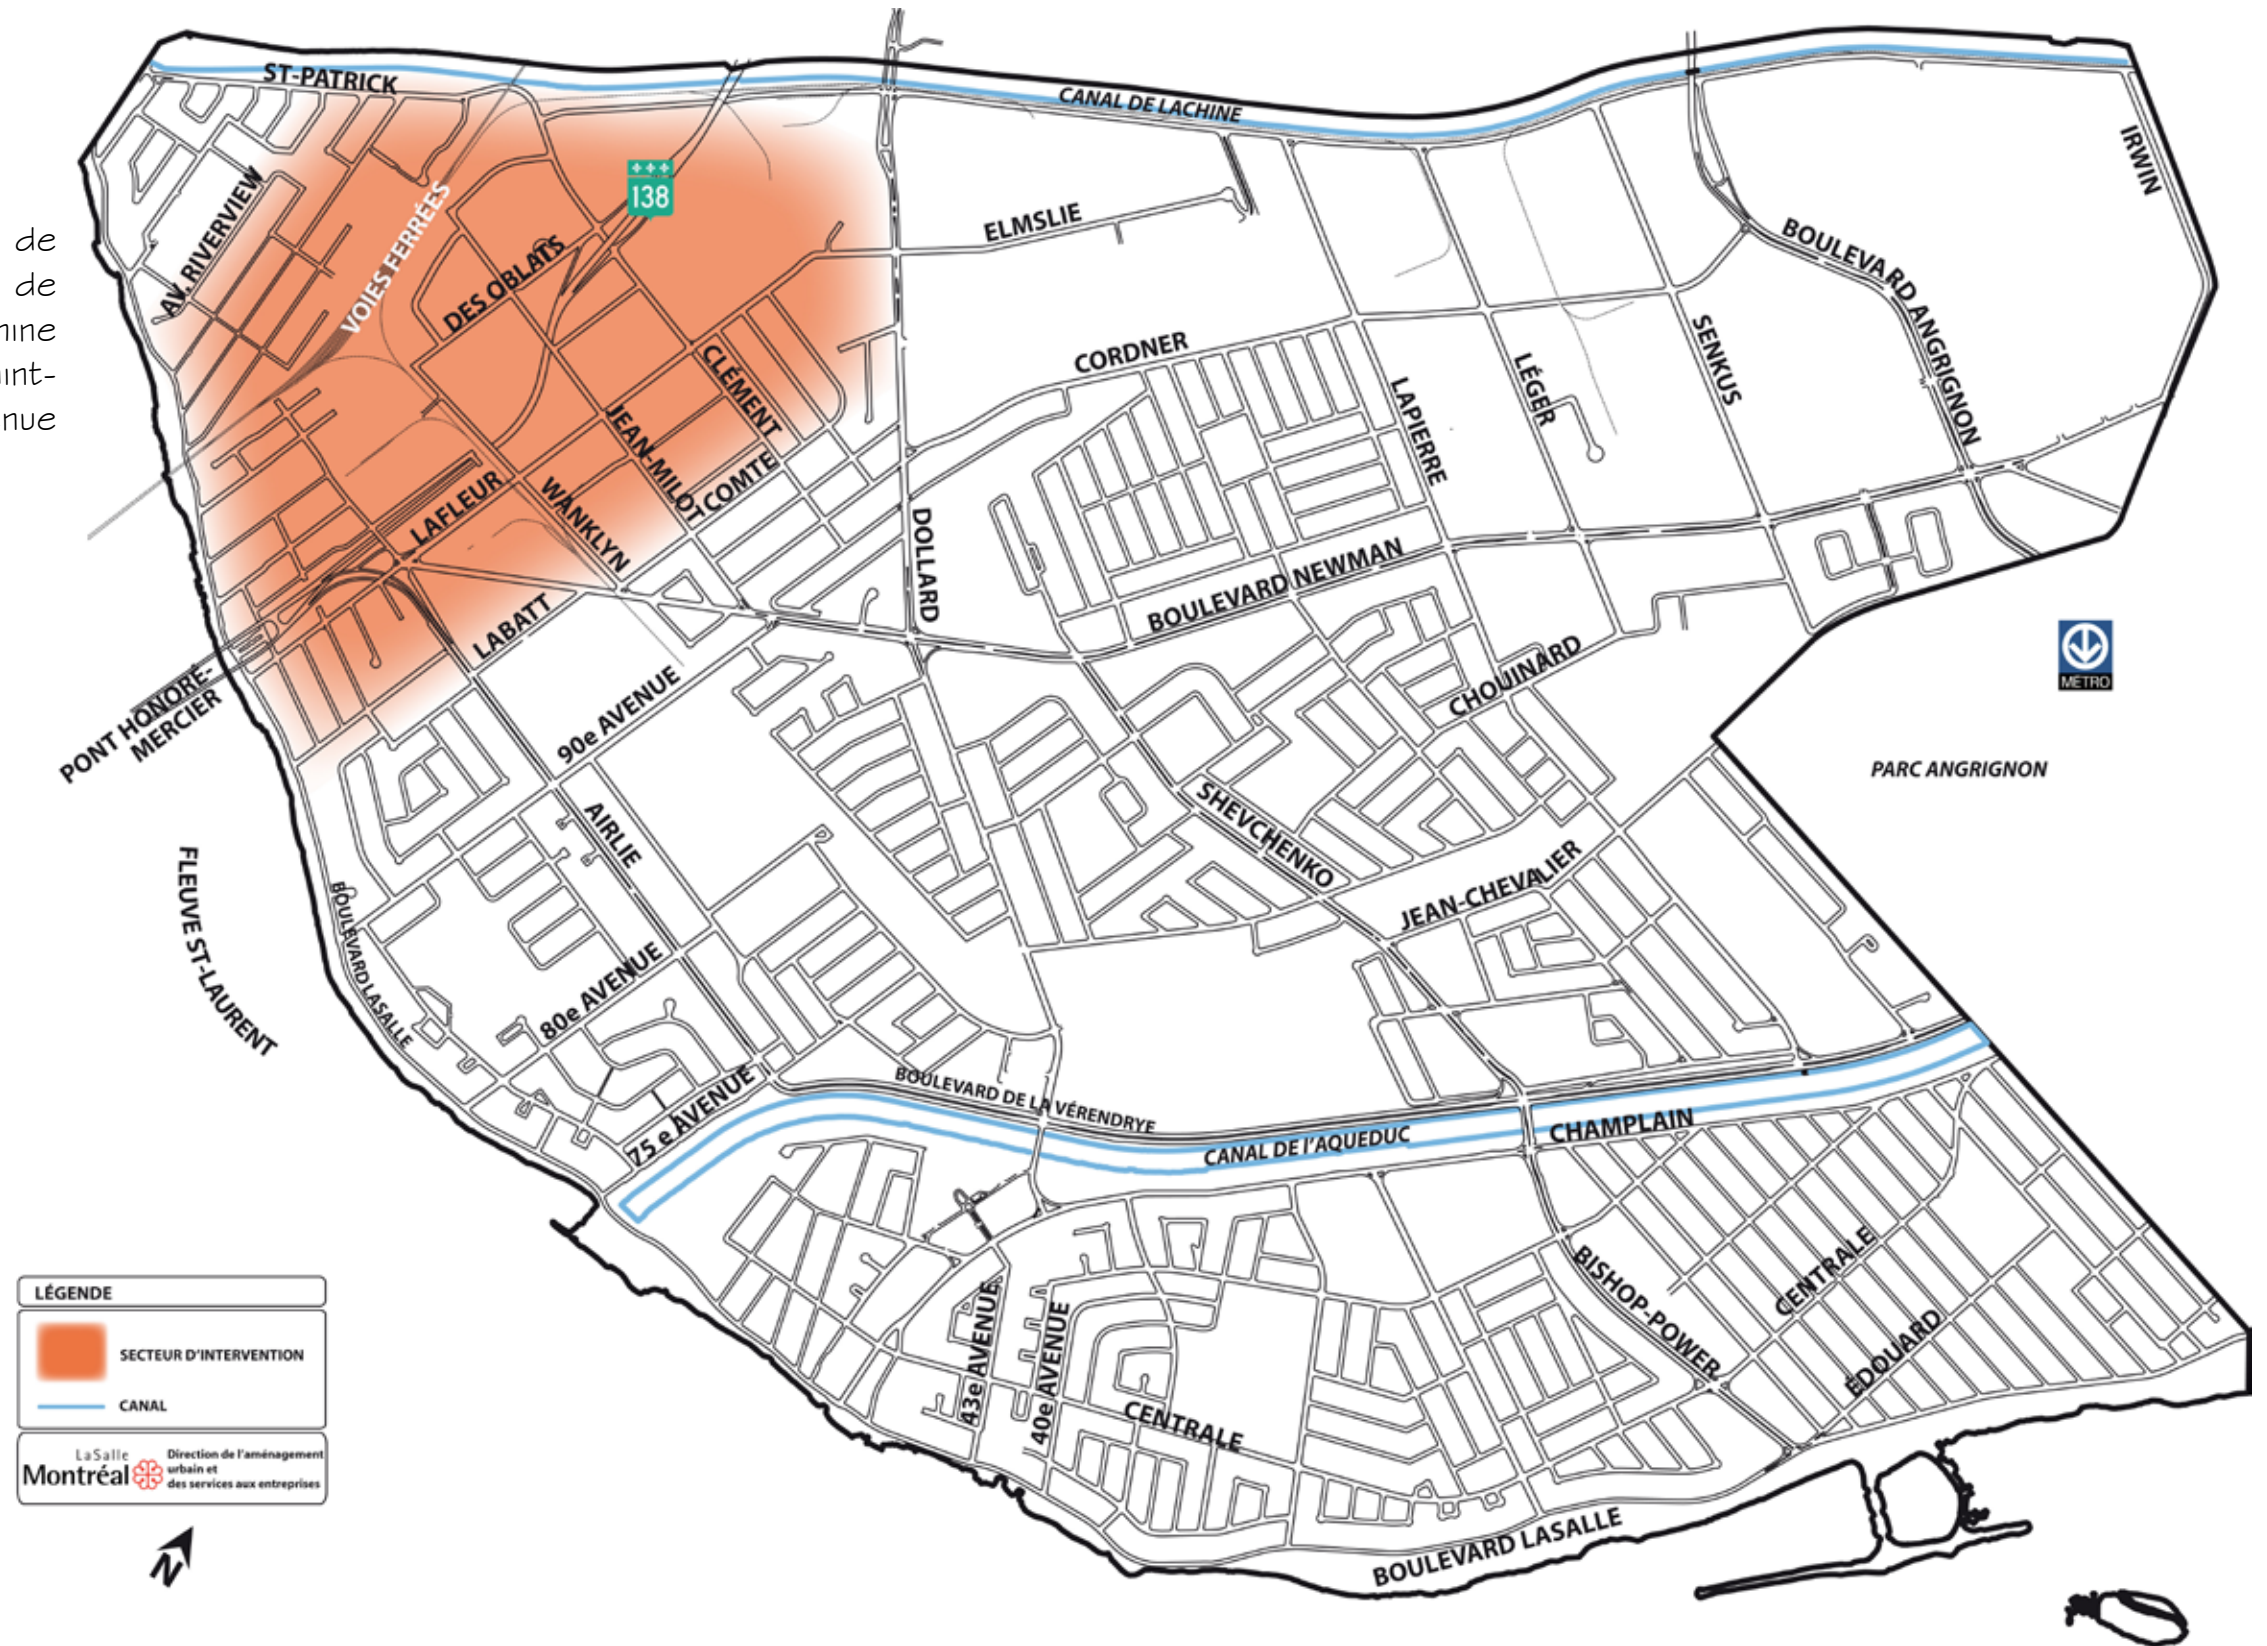 de
de
hine
int-
nue
ST-PATRICK
CANAL DE LACHINE
IRWIN
138
AV. RIVERVIEW
VOIES FERRÉES
DES OBLATS
ELMSLIE
BOULEVARD ANGRIGNON
CORDNER
CLÉMENT
JEAN-MILOT
COMTE
LAPIERRE
LÉGER
SENKUS
LAFLEUR
WANKLYN
DOLLARD
BOULEVARD NEWMAN
LABATT
90e AVENUE
CHOUINARD
PONT HONORÉ-
MERCIER
MÉTRO
PARC ANGRIGNON
AIRLIE
SHEVCHENKO
JEAN-CHEVALIER
FLEUVE ST-LAURENT
BOULEVARD LASALLE
80e AVENUE
75 e AVENUE
BOULEVARD DE LA VÉRENDRYE
CANAL DE l'AQUEDUC
CHAMPLAIN
BISHOP-POWER
CENTRALE
ÉDOUARD
43e AVENUE
40e AVENUE
CENTRALE
BOULEVARD LASALLE
LÉGENDE
SECTEUR D'INTERVENTION
CANAL
LaSalle
Montréal
Direction de l'aménagement
urbain et
des services aux entreprises
N